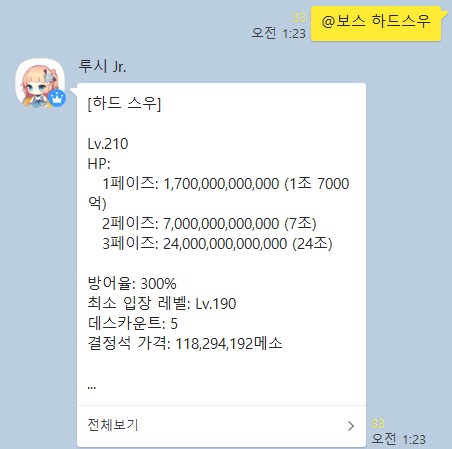 33
오전 1:23
@보스 하드스우
루시 Jr.
[하드 스우]
Lv.210
HP:
1페이즈: 1,700,000,000,000 (1조 7000
억)
2페이즈: 7,000,000,000,000 (7조)
3페이즈: 24,000,000,000,000 (24조)
방어율: 300%
최소 입장 레벨: Lv.190
데스카운트: 5
결정석 가격: 118,294,192메소
...
전체보기
33
오전 1:23